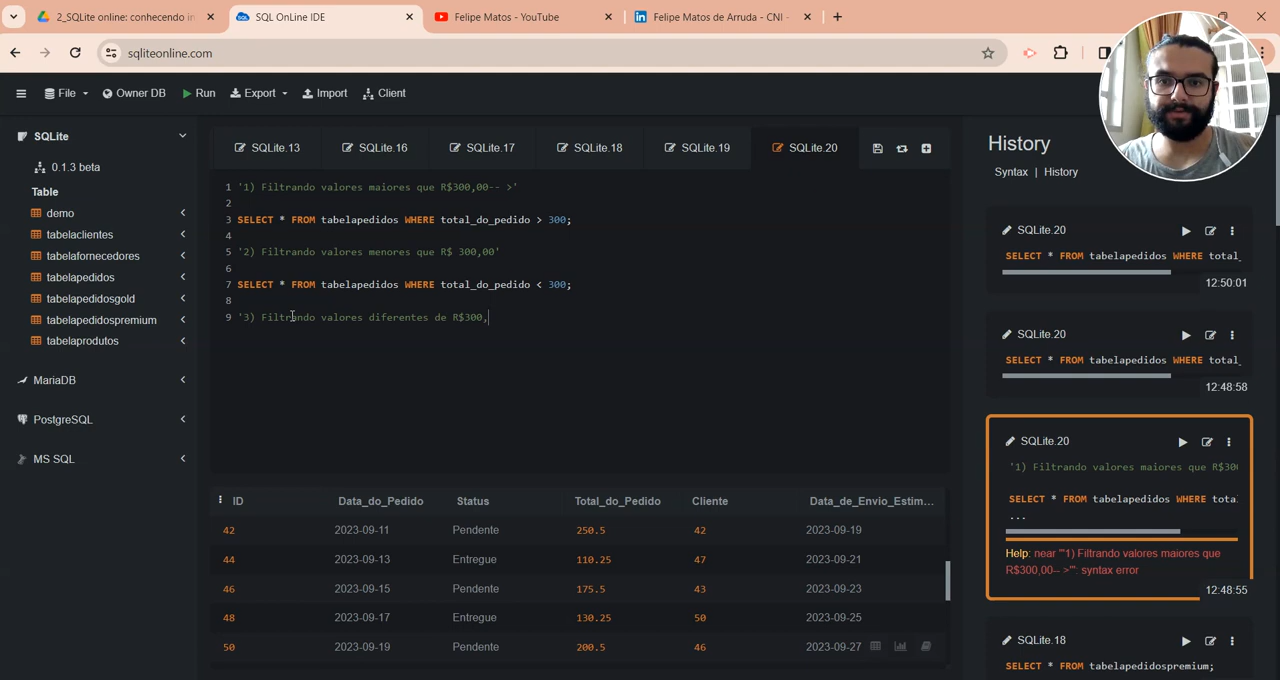 2_SQLite online: conhecendo in
SQL OnLine IDE
Felipe Matos - YouTube
Felipe Matos de Arruda - CNI -
sqliteonline.com
File
Owner DB
Run
Export
Import
Client
SQLite
0.1.3 beta
Table
demo
tabelaclientes
tabelafornecedores
tabelapedidos
tabelapedidosgold
tabelapedidospremium
tabelaprodutos
MariaDB
PostgreSQL
MS SQL
SQLite.13
SQLite.16
SQLite.17
SQLite.18
SQLite.19
SQLite.20
1 '1) Filtrando valores maiores que R$300,00-- >'
2
3 SELECT * FROM tabelapedidos WHERE total_do_pedido > 300;
4
5 '2) Filtrando valores menores que R$ 300,00'
6
7 SELECT * FROM tabelapedidos WHERE total_do_pedido < 300;
8
9 '3) Filtrando valores diferentes de R$300,
ID Data_do_Pedido Status Total_do_Pedido Cliente Data_de_Envio_Estim...
42 2023-09-11 Pendente 250.5 42 2023-09-19
44 2023-09-13 Entregue 110.25 47 2023-09-21
46 2023-09-15 Pendente 175.5 43 2023-09-23
48 2023-09-17 Entregue 130.25 50 2023-09-25
50 2023-09-19 Pendente 200.5 46 2023-09-27
History
Syntax | History
SQLite.20
SELECT * FROM tabelapedidos WHERE total_
12:50:01
SQLite.20
SELECT * FROM tabelapedidos WHERE total_
12:48:58
SQLite.20
'1) Filtrando valores maiores que R$300
SELECT * FROM tabelapedidos WHERE total
...
Help: near "'1) Filtrando valores maiores que
R$300,00-- >'": syntax error
12:48:55
SQLite.18
SELECT * FROM tabelapedidospremium;